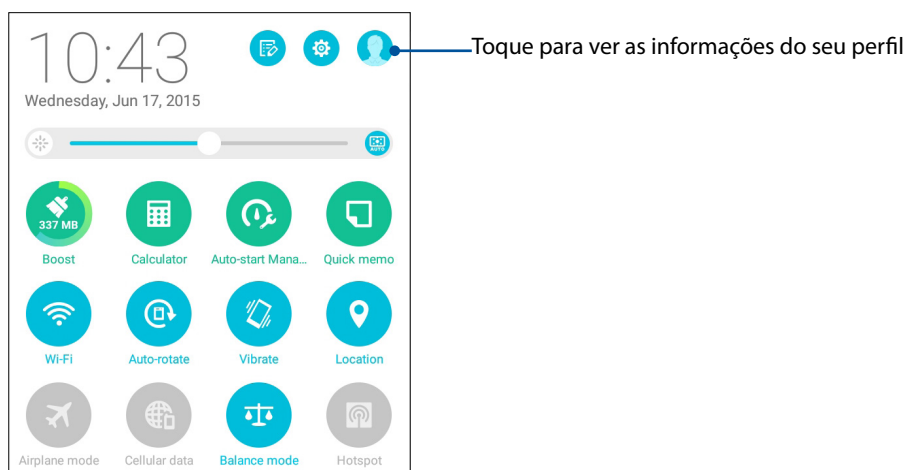 10:43
Wednesday, Jun 17, 2015
Toque para ver as informações do seu perfil
AUTO
337 MB
Boost
Calculator
Auto-start Mana...
Quick memo
Wi-Fi
Auto-rotate
Vibrate
Location
Airplane mode
Cellular data
Balance mode
Hotspot